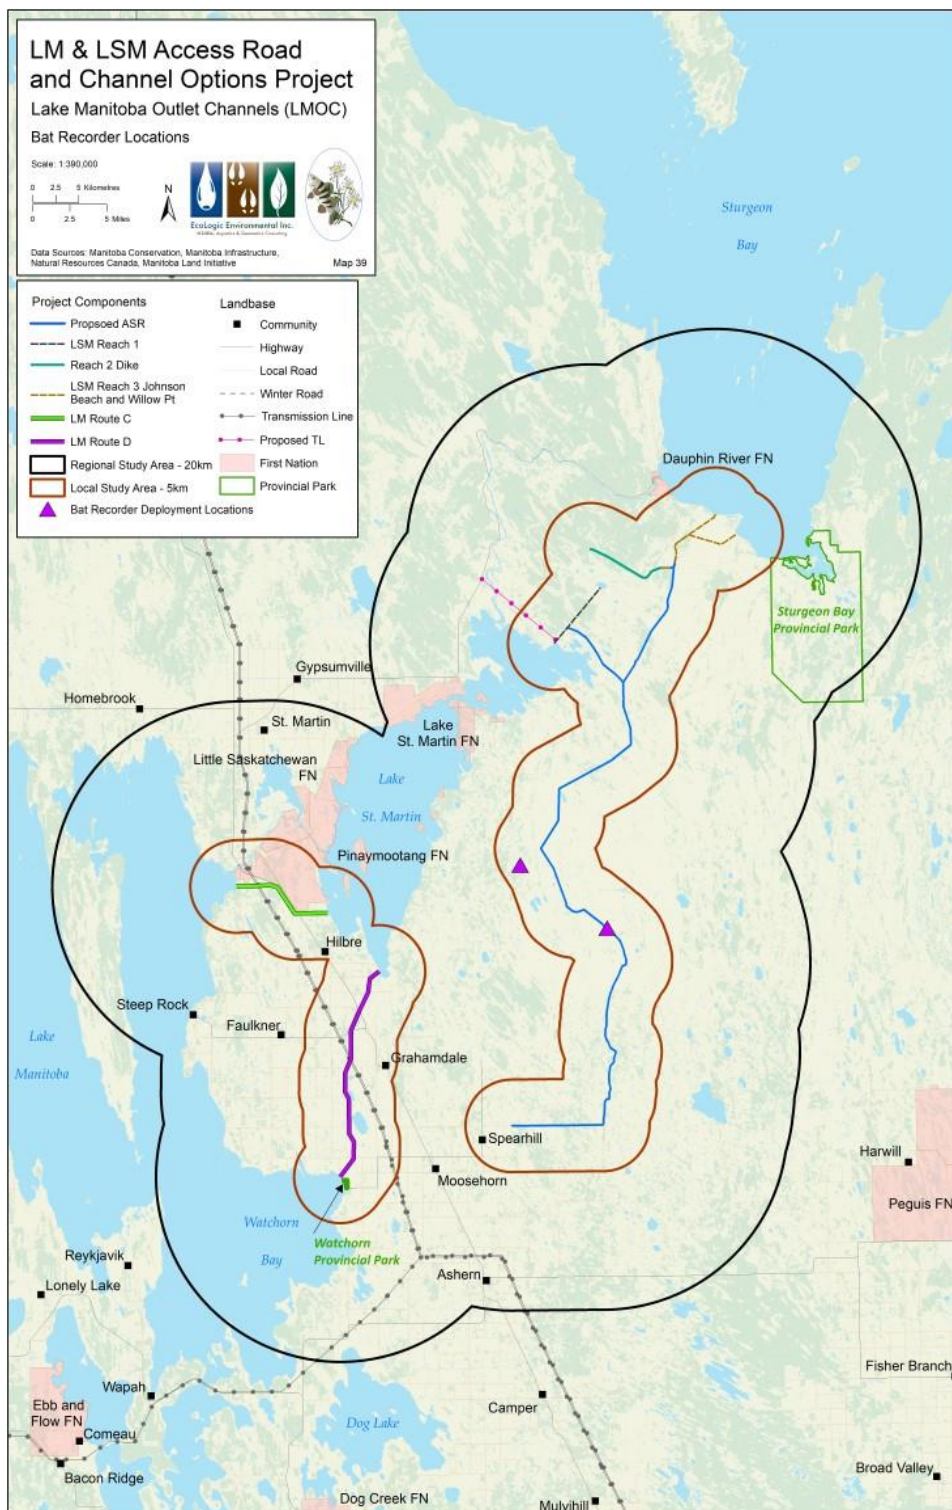 LM & LSM Access Road
and Channel Options Project
Lake Manitoba Outlet Channels (LMOC)
Bat Recorder Locations
Scale: 1:390,000
0 2.5 5 Kilometres
0 2.5 5 Miles
N
EcoLogic Environmental Inc.
Wildlife, Aquatics & Geomatics Consulting
Data Sources: Manitoba Conservation, Manitoba Infrastructure,
Natural Resources Canada, Manitoba Land Initiative
Map 39
Project Components
Propsoed ASR
LSM Reach 1
Reach 2 Dike
LSM Reach 3 Johnson
Beach and Willow Pt
LM Route C
LM Route D
Regional Study Area - 20km
Local Study Area - 5km
Bat Recorder Deployment Locations
Landbase
Community
Highway
Local Road
Winter Road
Transmission Line
Proposed TL
First Nation
Provincial Park
Sturgeon
Bay
Dauphin River FN
Sturgeon Bay
Provincial Park
Gypsumville
Homebrook
St. Martin
Lake
St. Martin FN
Little Saskatchewan
FN
Lake
St. Martin
Pinaymootang FN
Hilbre
Steep Rock
Faulkner
Lake
Manitoba
Grahamdale
Spearhill
Harwill
Moosehorn
Peguis FN
Watchorn
Bay
Watchorn
Provincial Park
Reykjavik
Lonely Lake
Ashern
Fisher Branch
Wapah
Ebb and
Flow FN
Camper
Dog Lake
Comeau
Bacon Ridge
Broad Valley
Dog Creek FN
Mulvihill